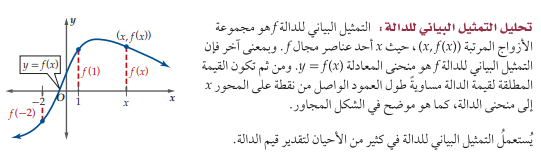 تحليل التمثيل البياني للدالة : التمثيل البياني للدالة f هو مجموعة
الأزواج المرتبة (x, f(x)) ، حيث x أحد عناصر مجال f. وبمعنى آخر فإن
التمثيل البياني للدالة f هو منحنى المعادلة y = f(x). ومن ثم تكون القيمة
المطلقة لقيمة الدالة مساويةً طول العمود الواصل من نقطة على المحور x
إلى منحنى الدالة، كما هو موضح في الشكل المجاور.
يُستعملُ التمثيل البياني للدالة في كثير من الأحيان لتقدير قيم الدالة.
y
(x, f(x))
y = f(x)
f(1)
f(x)
-2
O
1
x
x
f(-2)